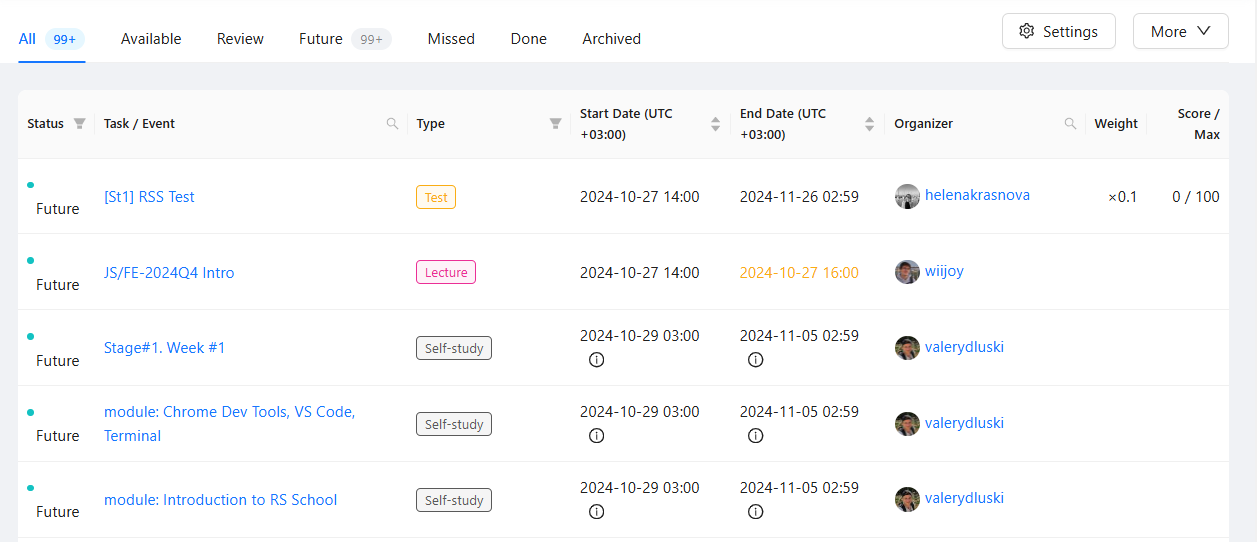 All 99+ Available Review Future 99+ Missed Done Archived Settings More
Status Task / Event Type Start Date (UTC +03:00) End Date (UTC +03:00) Organizer Weight Score / Max
Future [St1] RSS Test Test 2024-10-27 14:00 2024-11-26 02:59 helenakrasnova ×0.1 0 / 100
Future JS/FE-2024Q4 Intro Lecture 2024-10-27 14:00 2024-10-27 16:00 wiijoy
Future Stage#1. Week #1 Self-study 2024-10-29 03:00 2024-11-05 02:59 valerydluski
Future module: Chrome Dev Tools, VS Code, Terminal Self-study 2024-10-29 03:00 2024-11-05 02:59 valerydluski
Future module: Introduction to RS School Self-study 2024-10-29 03:00 2024-11-05 02:59 valerydluski